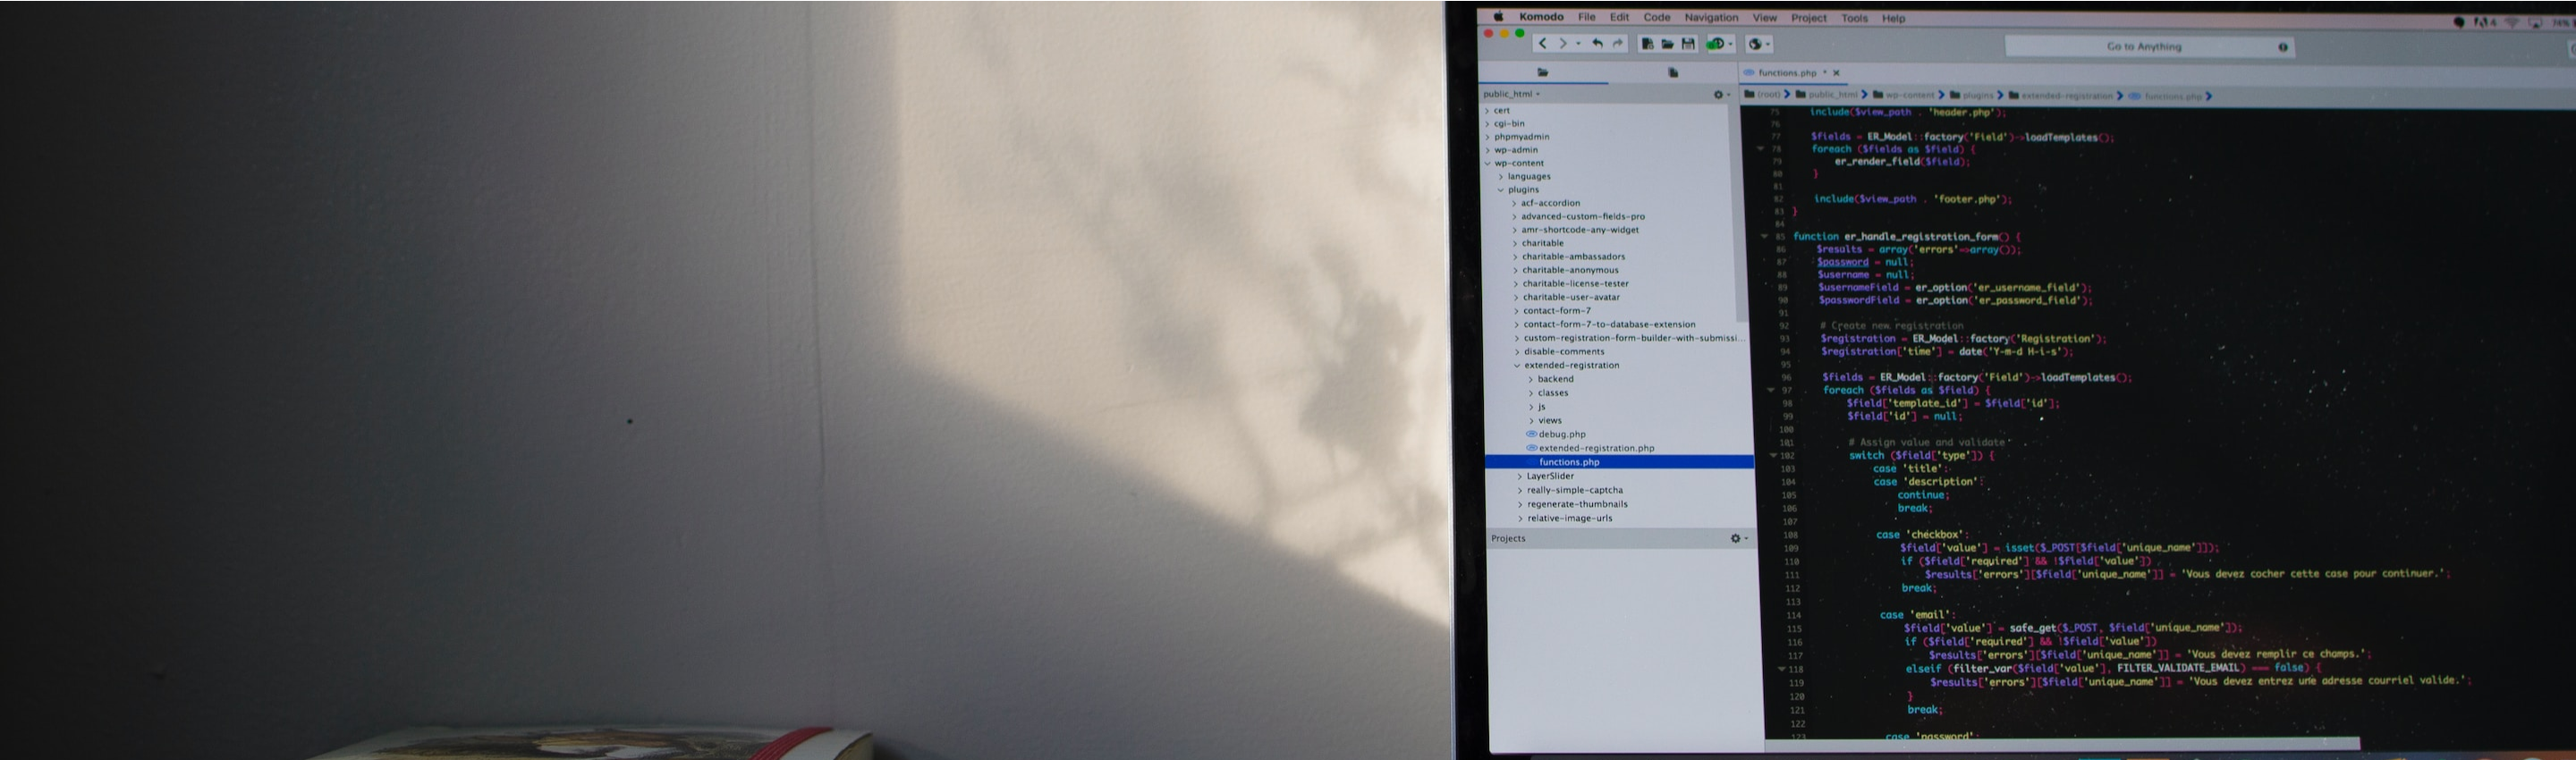 Komodo File Edit Code Navigation View Project Tools Help
Go to Anything
functions.php
public_html
(root) public_html wp-content plugins extended-registration functions.php
cert
cgi-bin
phpmyadmin
wp-admin
wp-content
languages
plugins
acf-accordion
advanced-custom-fields-pro
amr-shortcode-any-widget
charitable
charitable-ambassadors
charitable-anonymous
charitable-license-tester
charitable-user-avatar
contact-form-7
contact-form-7-to-database-extension
custom-registration-form-builder-with-submissi...
disable-comments
extended-registration
backend
classes
js
views
debug.php
extended-registration.php
functions.php
LayerSlider
really-simple-captcha
regenerate-thumbnails
relative-image-urls
Projects
75 include($view_path . 'header.php');
76
77 $fields = ER_Model::factory('Field')->loadTemplates();
78 foreach ($fields as $field) {
79 er_render_field($field);
80 }
81
82 include($view_path . 'footer.php');
83 }
84
85 function er_handle_registration_form() {
86 $results = array('errors'=>array());
87 $password = null;
88 $username = null;
89 $usernameField = er_option('er_username_field');
90 $passwordField = er_option('er_password_field');
91
92 # Create new registration
93 $registration = ER_Model::factory('Registration');
94 $registration['time'] = date('Y-m-d H-i-s');
95
96 $fields = ER_Model::factory('Field')->loadTemplates();
97 foreach ($fields as $field) {
98 $field['template_id'] = $field['id'];
99 $field['id'] = null;
100
101 # Assign value and validate
102 switch ($field['type']) {
103 case 'title':
104 case 'description':
105 continue;
106 break;
107
108 case 'checkbox':
109 $field['value'] = isset($_POST[$field['unique_name']]);
110 if ($field['required'] && !$field['value'])
111 $results['errors'][$field['unique_name']] = 'Vous devez cocher cette case pour continuer.';
112 break;
113
114 case 'email':
115 $field['value'] = safe_get($_POST, $field['unique_name']);
116 if ($field['required'] && !$field['value'])
117 $results['errors'][$field['unique_name']] = 'Vous devez remplir ce champs.';
118 elseif (filter_var($field['value'], FILTER_VALIDATE_EMAIL) === false) {
119 $results['errors'][$field['unique_name']] = 'Vous devez entrez une adresse courriel valide.';
120 }
121 break;
122
123 case 'password':